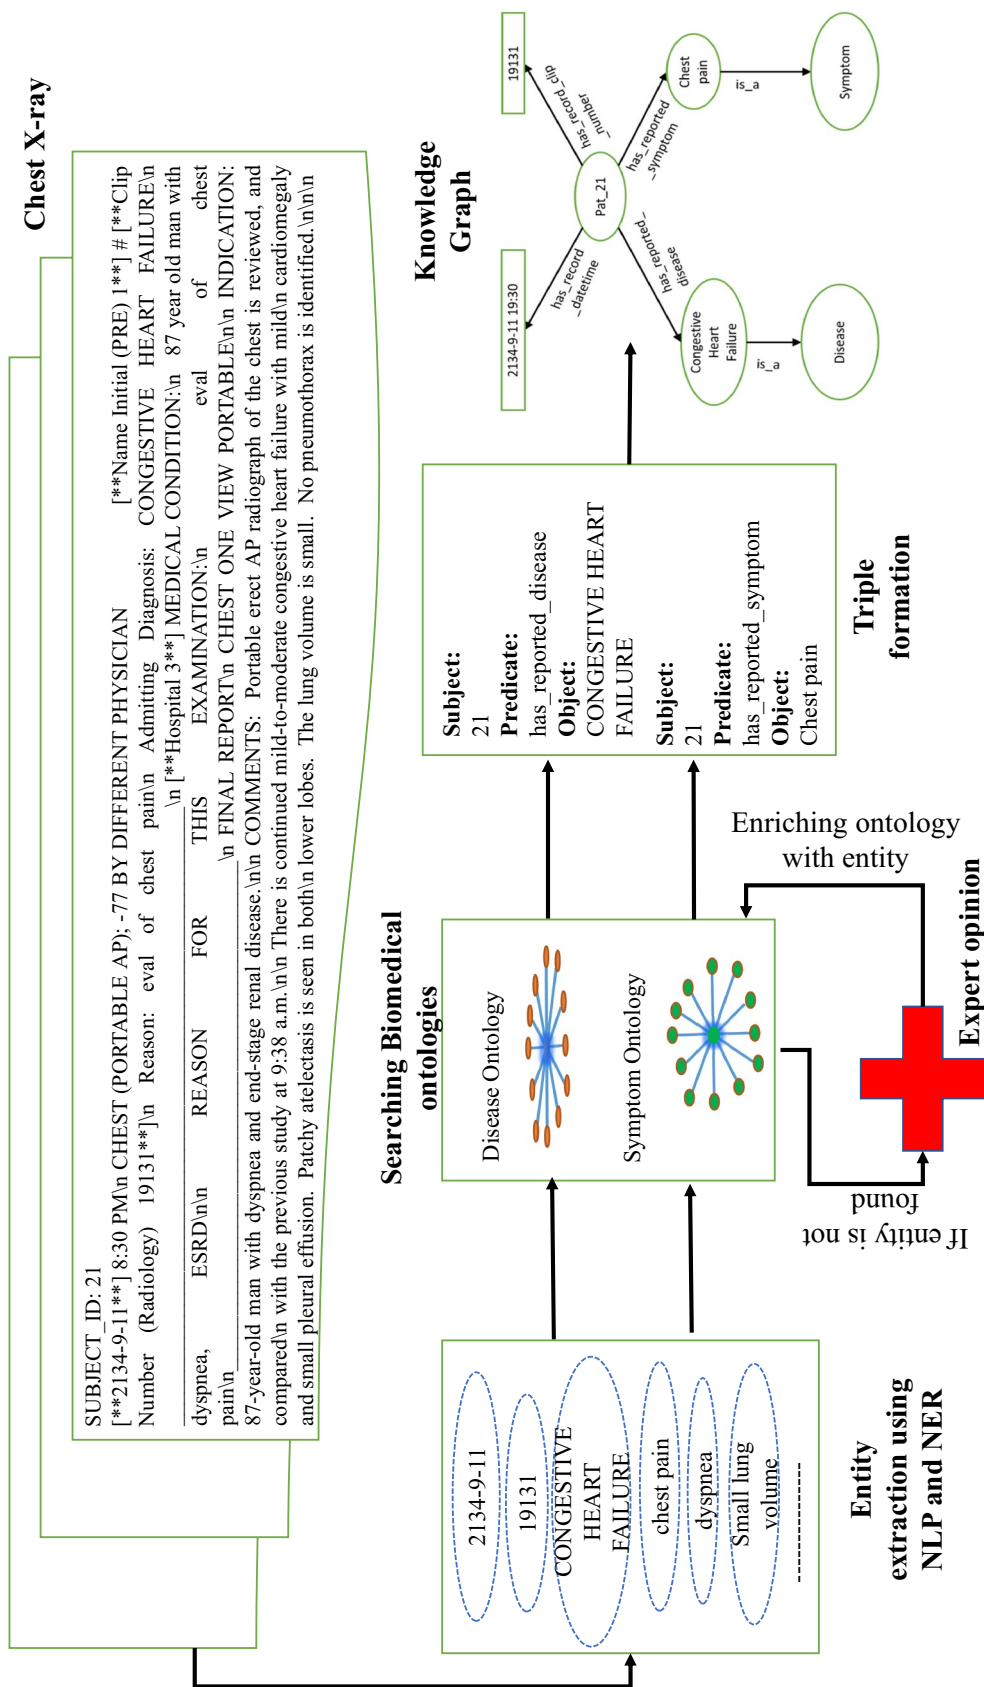 Chest X-ray
SUBJECT_ID: 21
[**2134-9-11**] 8:30 PM\n CHEST (PORTABLE AP); -77 BY DIFFERENT PHYSICIAN [**Name Initial (PRE) 1**] # [**Clip
Number (Radiology) 19131**]\n Reason: eval of chest pain\n Admitting Diagnosis: CONGESTIVE HEART FAILURE\n
\n [**Hospital 3**] MEDICAL CONDITION:\n 87 year old man with
dyspnea, ESRD\n\n REASON FOR THIS EXAMINATION:\n eval of chest
pain\n \n FINAL REPORT\n CHEST ONE VIEW PORTABLE\n\n INDICATION:
87-year-old man with dyspnea and end-stage renal disease.\n\n COMMENTS: Portable erect AP radiograph of the chest is reviewed, and
compared\n with the previous study at 9:38 a.m.\n\n There is continued mild-to-moderate congestive heart failure with mild\n cardiomegaly
and small pleural effusion. Patchy atelectasis is seen in both\n lower lobes. The lung volume is small. No pneumothorax is identified.\n\n\n
2134-9-11
19131
CONGESTIVE
HEART
FAILURE
chest pain
dyspnea
Small lung
volume
Entity
extraction using
NLP and NER
Searching Biomedical
ontologies
Disease Ontology
Symptom Ontology
If entity is not
found
Enriching ontology
with entity
Expert opinion
Subject:
21
Predicate:
has_reported_disease
Object:
CONGESTIVE HEART
FAILURE
Subject:
21
Predicate:
has_reported_symptom
Object:
Chest pain
Triple
formation
Knowledge
Graph
2134-9-11 19:30
19131
has_record
_datetime
has_record_clip
_number
Pat_21
has_reported_
disease
has_reported
_symptom
Congestive
Heart
Failure
Chest
pain
is_a
is_a
Disease
Symptom